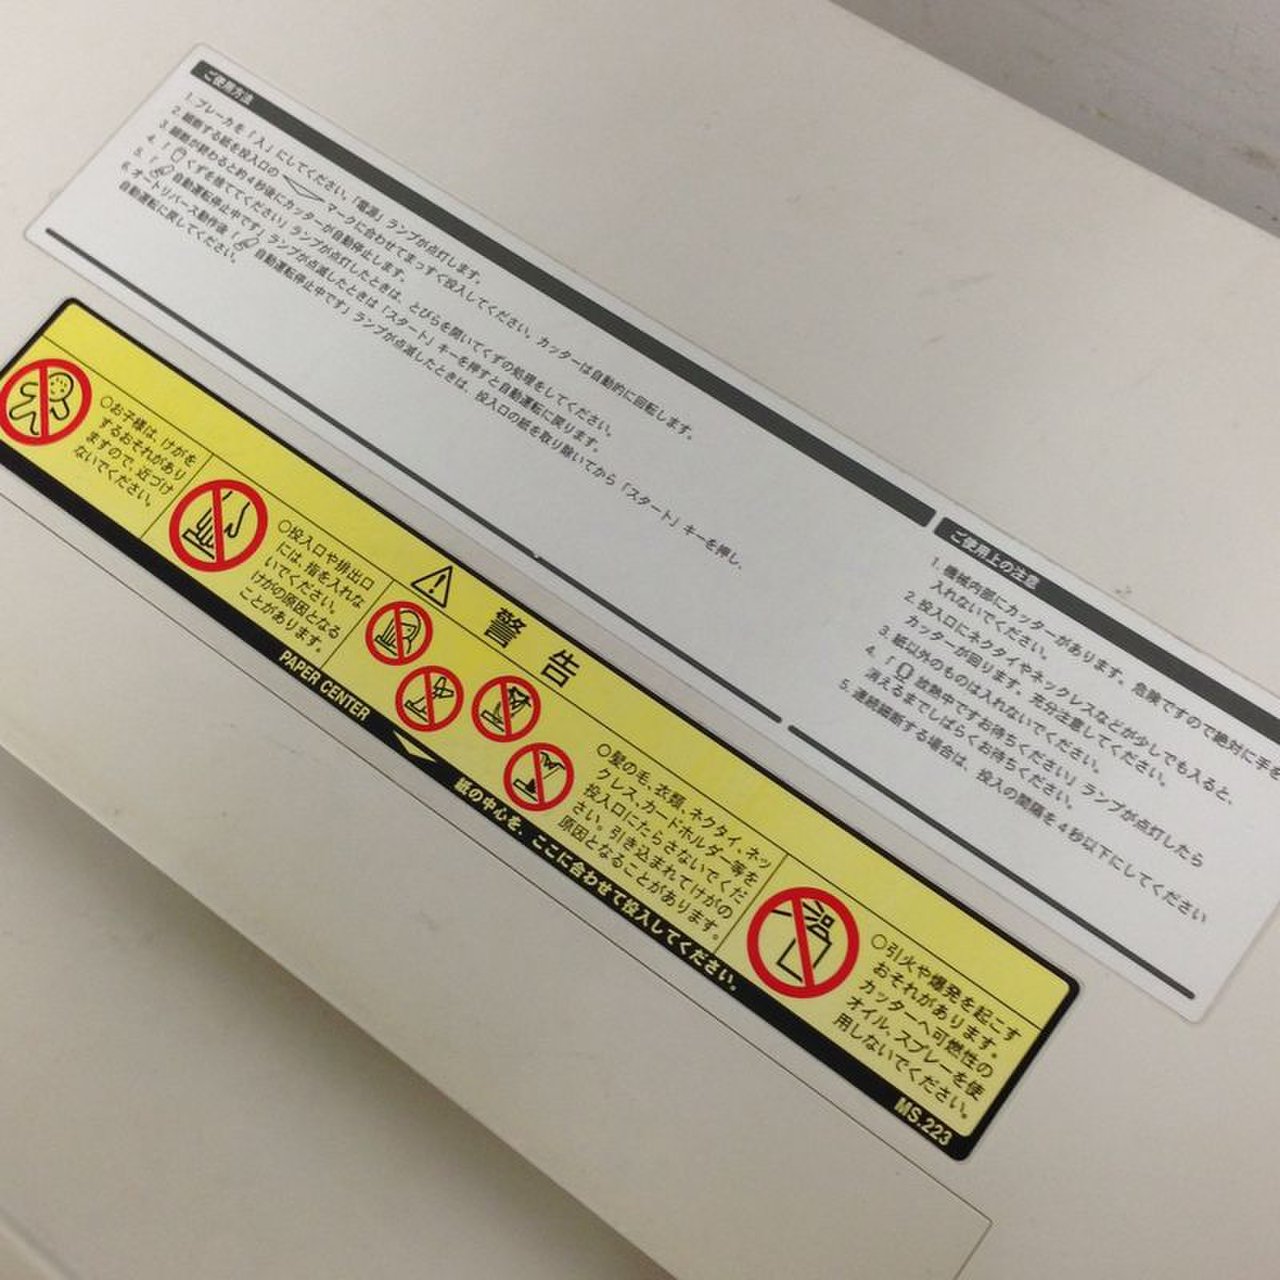 ご使用方法
1. ブレーカを「入」にしてください。「電源」ランプが点灯します。
2. 細断する紙を投入口の マークに合わせてまっすぐ投入してください。カッターは自動的に回転します。
3. 細断が終わると約4秒後にカッターが自動停止します。
4. 「 くずを捨ててください」ランプが点灯したときは、とびらを開いてくずの処理をしてください。
5. 「 自動運転停止中です」ランプが点滅したときは「スタート」キーを押すと自動運転に戻ります。
6. オートリバース動作後「 自動運転停止中です」ランプが点滅したときは、投入口の紙を取り除いてから「スタート」キーを押し、
自動運転に戻してください。
ご使用上の注意
1. 機械内部にカッターがあります。危険ですので絶対に手を
入れないでください。
2. 投入口にネクタイやネックレスなどが少しでも入ると、
カッターが回ります。充分注意してください。
3. 紙以外のものは入れないでください。
4. 「 放熱中ですお待ちください」ランプが点灯したら
消えるまでしばらくお待ちください。
5. 連続細断する場合は、投入の間隔を4秒以下にしてください
警告
○お子様は、けがを
するおそれがあり
ますので、近づけ
ないでください。
○投入口や排出口
には、指を入れな
いでください。
けがの原因となる
ことがあります。
○髪の毛、衣類、ネクタイ、ネッ
クレス、カードホルダー等を
投入口にたらさないでくだ
さい。引き込まれてけがの
原因となることがあります。
○引火や爆発を起こす
おそれがあります。
カッターへ可燃性の
オイル、スプレーを使
用しないでください。
PAPER CENTER
紙の中心を、ここに合わせて投入してください。
MS.223